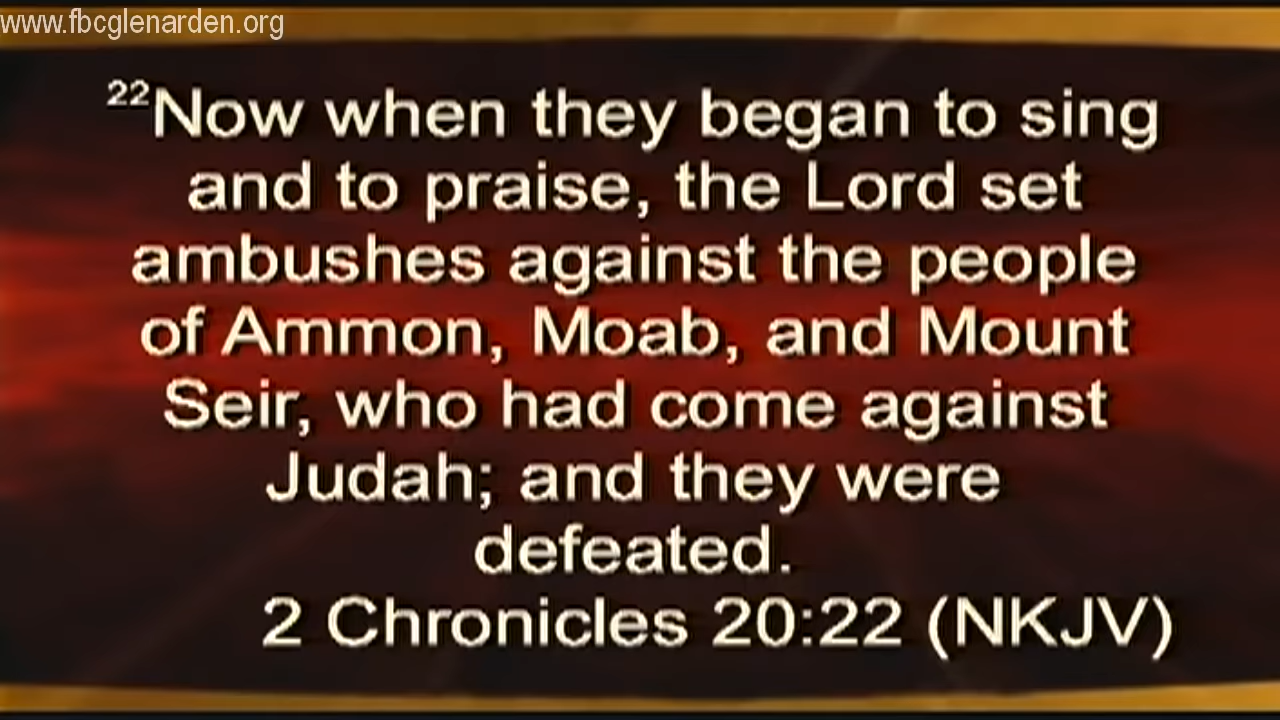 www.fbcglenarden.org
²²Now when they began to sing
and to praise, the Lord set
ambushes against the people
of Ammon, Moab, and Mount
Seir, who had come against
Judah; and they were
defeated.
2 Chronicles 20:22 (NKJV)